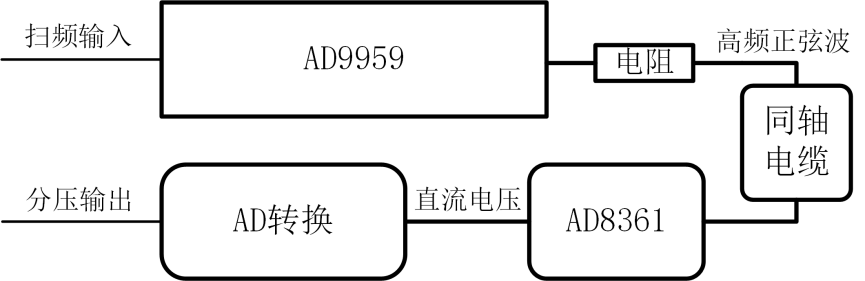 扫频输入
AD9959
电阻
高频正弦波
同轴
电缆
分压输出
AD转换
直流电压
AD8361